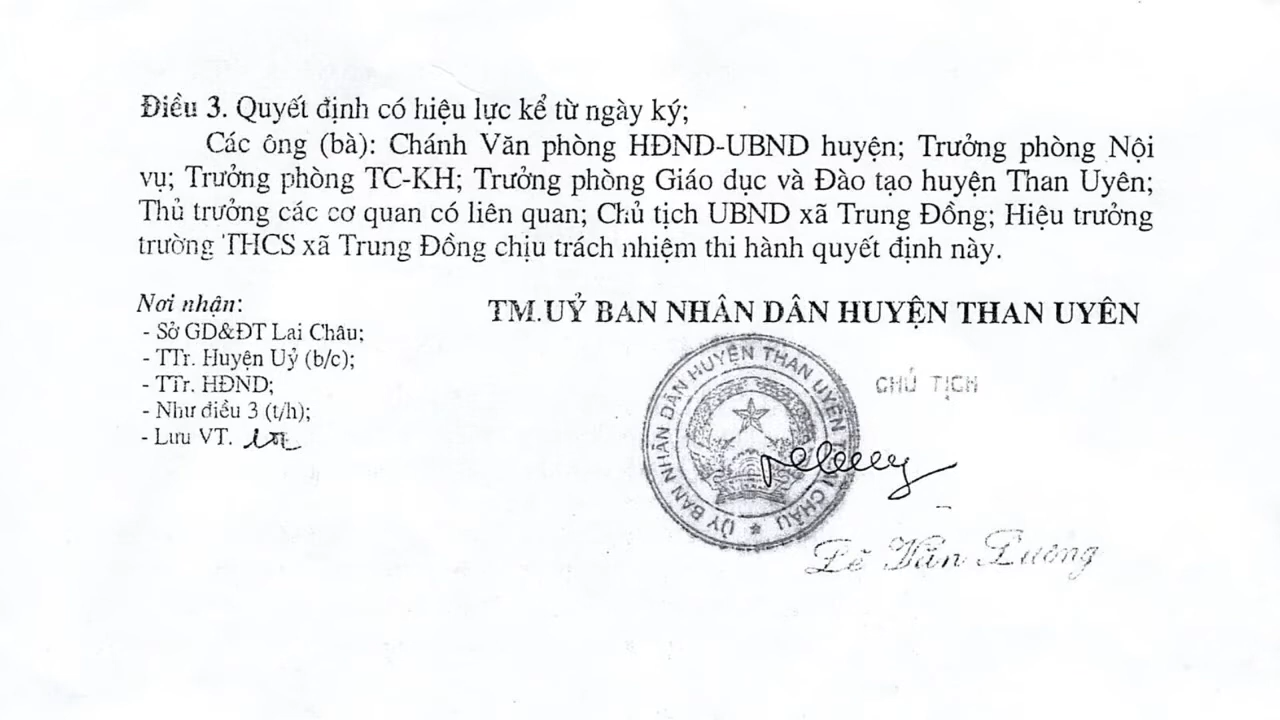 Điều 3. Quyết định có hiệu lực kể từ ngày ký;
Các ông (bà): Chánh Văn phòng HĐND-UBND huyện; Trưởng phòng Nội
vụ; Trưởng phòng TC-KH; Trưởng phòng Giáo dục và Đào tạo huyện Than Uyên;
Thủ trưởng các cơ quan có liên quan; Chủ tịch UBND xã Trung Đồng; Hiệu trưởng
trường THCS xã Trung Đồng chịu trách nhiệm thi hành quyết định này.
Nơi nhận:
- Sở GD&ĐT Lai Châu;
- TTr. Huyện Uỷ (b/c);
- TTr. HĐND;
- Như điều 3 (t/h);
- Lưu VT.
TM.UỶ BAN NHÂN DÂN HUYỆN THAN UYÊN
CHỦ TỊCH
ỦY BAN NHÂN DÂN HUYỆN THAN UYÊN T. LAI CHÂU
Lê Văn Lương